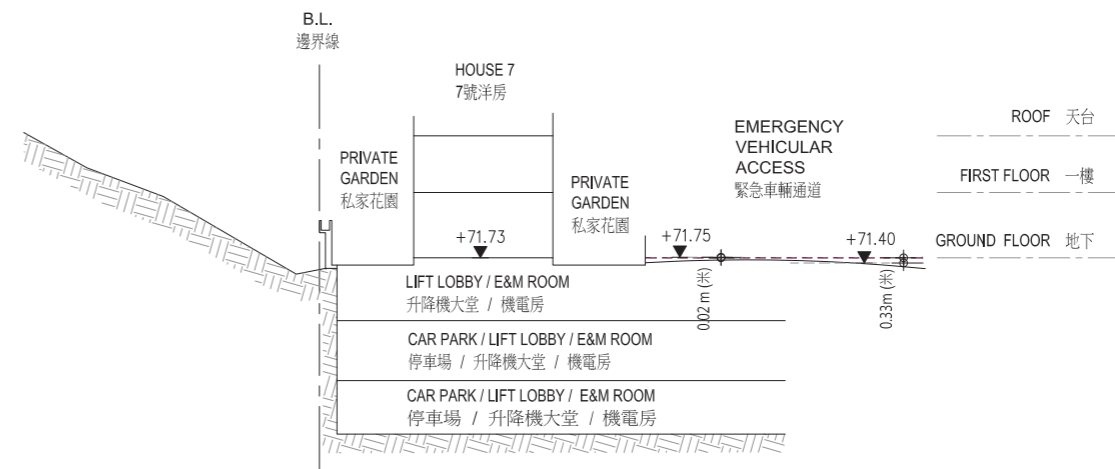 B.L.
邊界線
HOUSE 7
7號洋房
PRIVATE
GARDEN
私家花園
PRIVATE
GARDEN
私家花園
EMERGENCY
VEHICULAR
ACCESS
緊急車輛通道
ROOF 天台
FIRST FLOOR 一樓
GROUND FLOOR 地下
+71.73
+71.75
+71.40
0.02 m (米)
0.33m (米)
LIFT LOBBY / E&M ROOM
升降機大堂 / 機電房
CAR PARK / LIFT LOBBY / E&M ROOM
停車場 / 升降機大堂 / 機電房
CAR PARK / LIFT LOBBY / E&M ROOM
停車場 / 升降機大堂 / 機電房